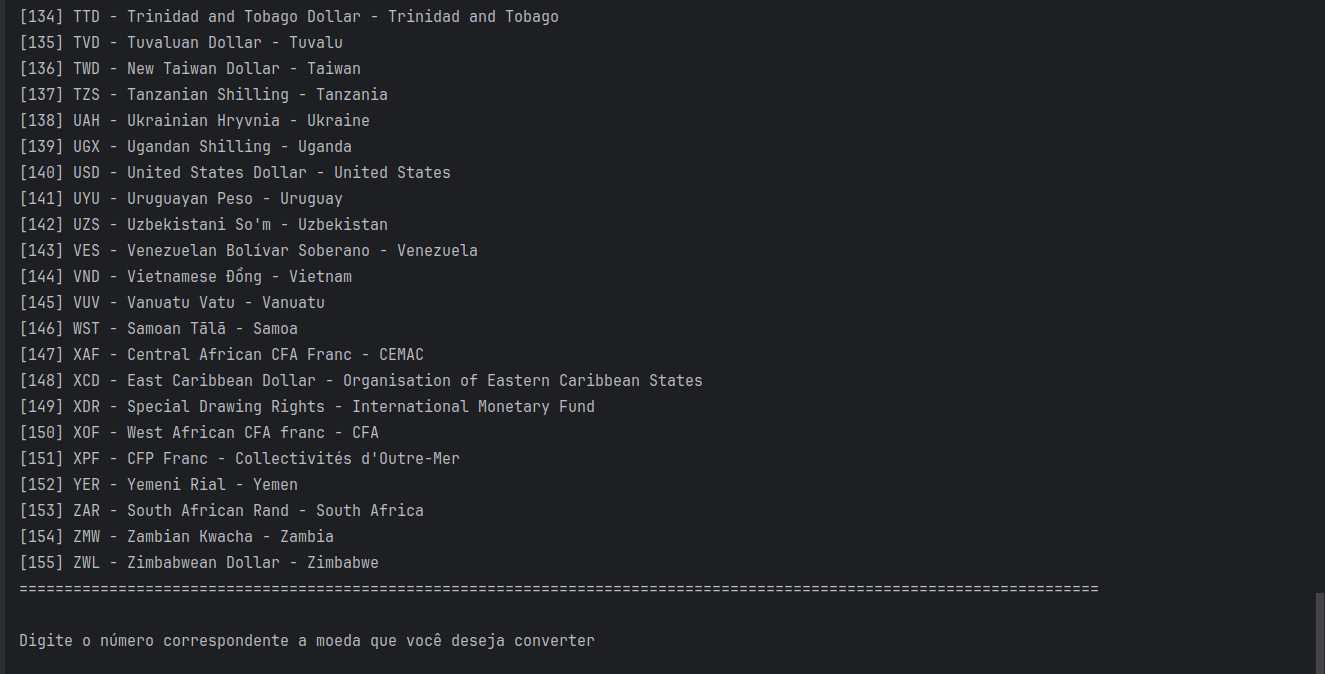 [134] TTD - Trinidad and Tobago Dollar - Trinidad and Tobago
[135] TVD - Tuvaluan Dollar - Tuvalu
[136] TWD - New Taiwan Dollar - Taiwan
[137] TZS - Tanzanian Shilling - Tanzania
[138] UAH - Ukrainian Hryvnia - Ukraine
[139] UGX - Ugandan Shilling - Uganda
[140] USD - United States Dollar - United States
[141] UYU - Uruguayan Peso - Uruguay
[142] UZS - Uzbekistani So'm - Uzbekistan
[143] VES - Venezuelan Bolívar Soberano - Venezuela
[144] VND - Vietnamese Đồng - Vietnam
[145] VUV - Vanuatu Vatu - Vanuatu
[146] WST - Samoan Tālā - Samoa
[147] XAF - Central African CFA Franc - CEMAC
[148] XCD - East Caribbean Dollar - Organisation of Eastern Caribbean States
[149] XDR - Special Drawing Rights - International Monetary Fund
[150] XOF - West African CFA franc - CFA
[151] XPF - CFP Franc - Collectivités d'Outre-Mer
[152] YER - Yemeni Rial - Yemen
[153] ZAR - South African Rand - South Africa
[154] ZMW - Zambian Kwacha - Zambia
[155] ZWL - Zimbabwean Dollar - Zimbabwe
========================================================================================================================
Digite o número correspondente a moeda que você deseja converter